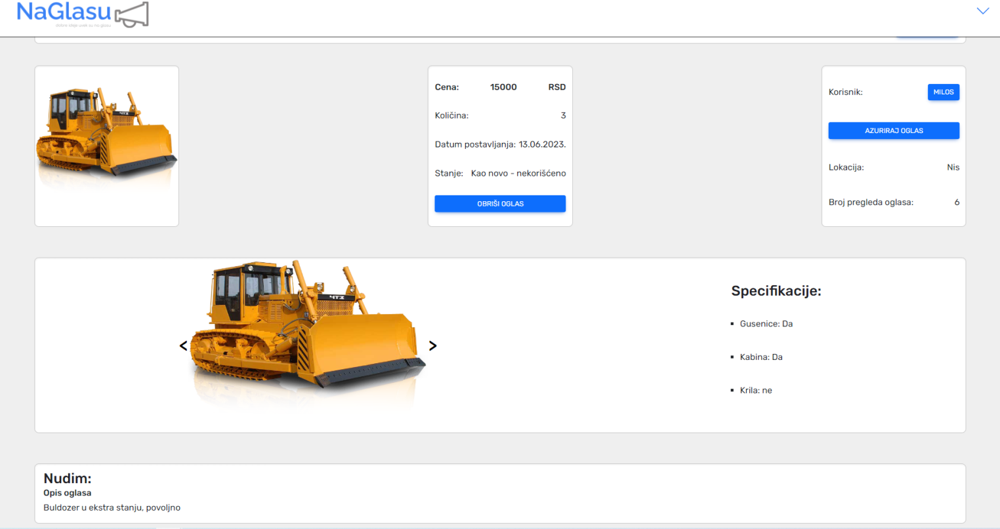 NaGlasu
dobre ideje uvek su na glasu
Cena: 15000 RSD
Količina: 3
Datum postavljanja: 13.06.2023.
Stanje: Kao novo - nekorišćeno
OBRIŠI OGLAS
Korisnik: MILOS
AZURIRAJ OGLAS
Lokacija: Nis
Broj pregleda oglasa: 6
ЧТЗ
< >
ЧТЗ
Specifikacije:
▪ Gusenice: Da
▪ Kabina: Da
▪ Krila: ne
Nudim:
Opis oglasa
Buldozer u ekstra stanju, povoljno